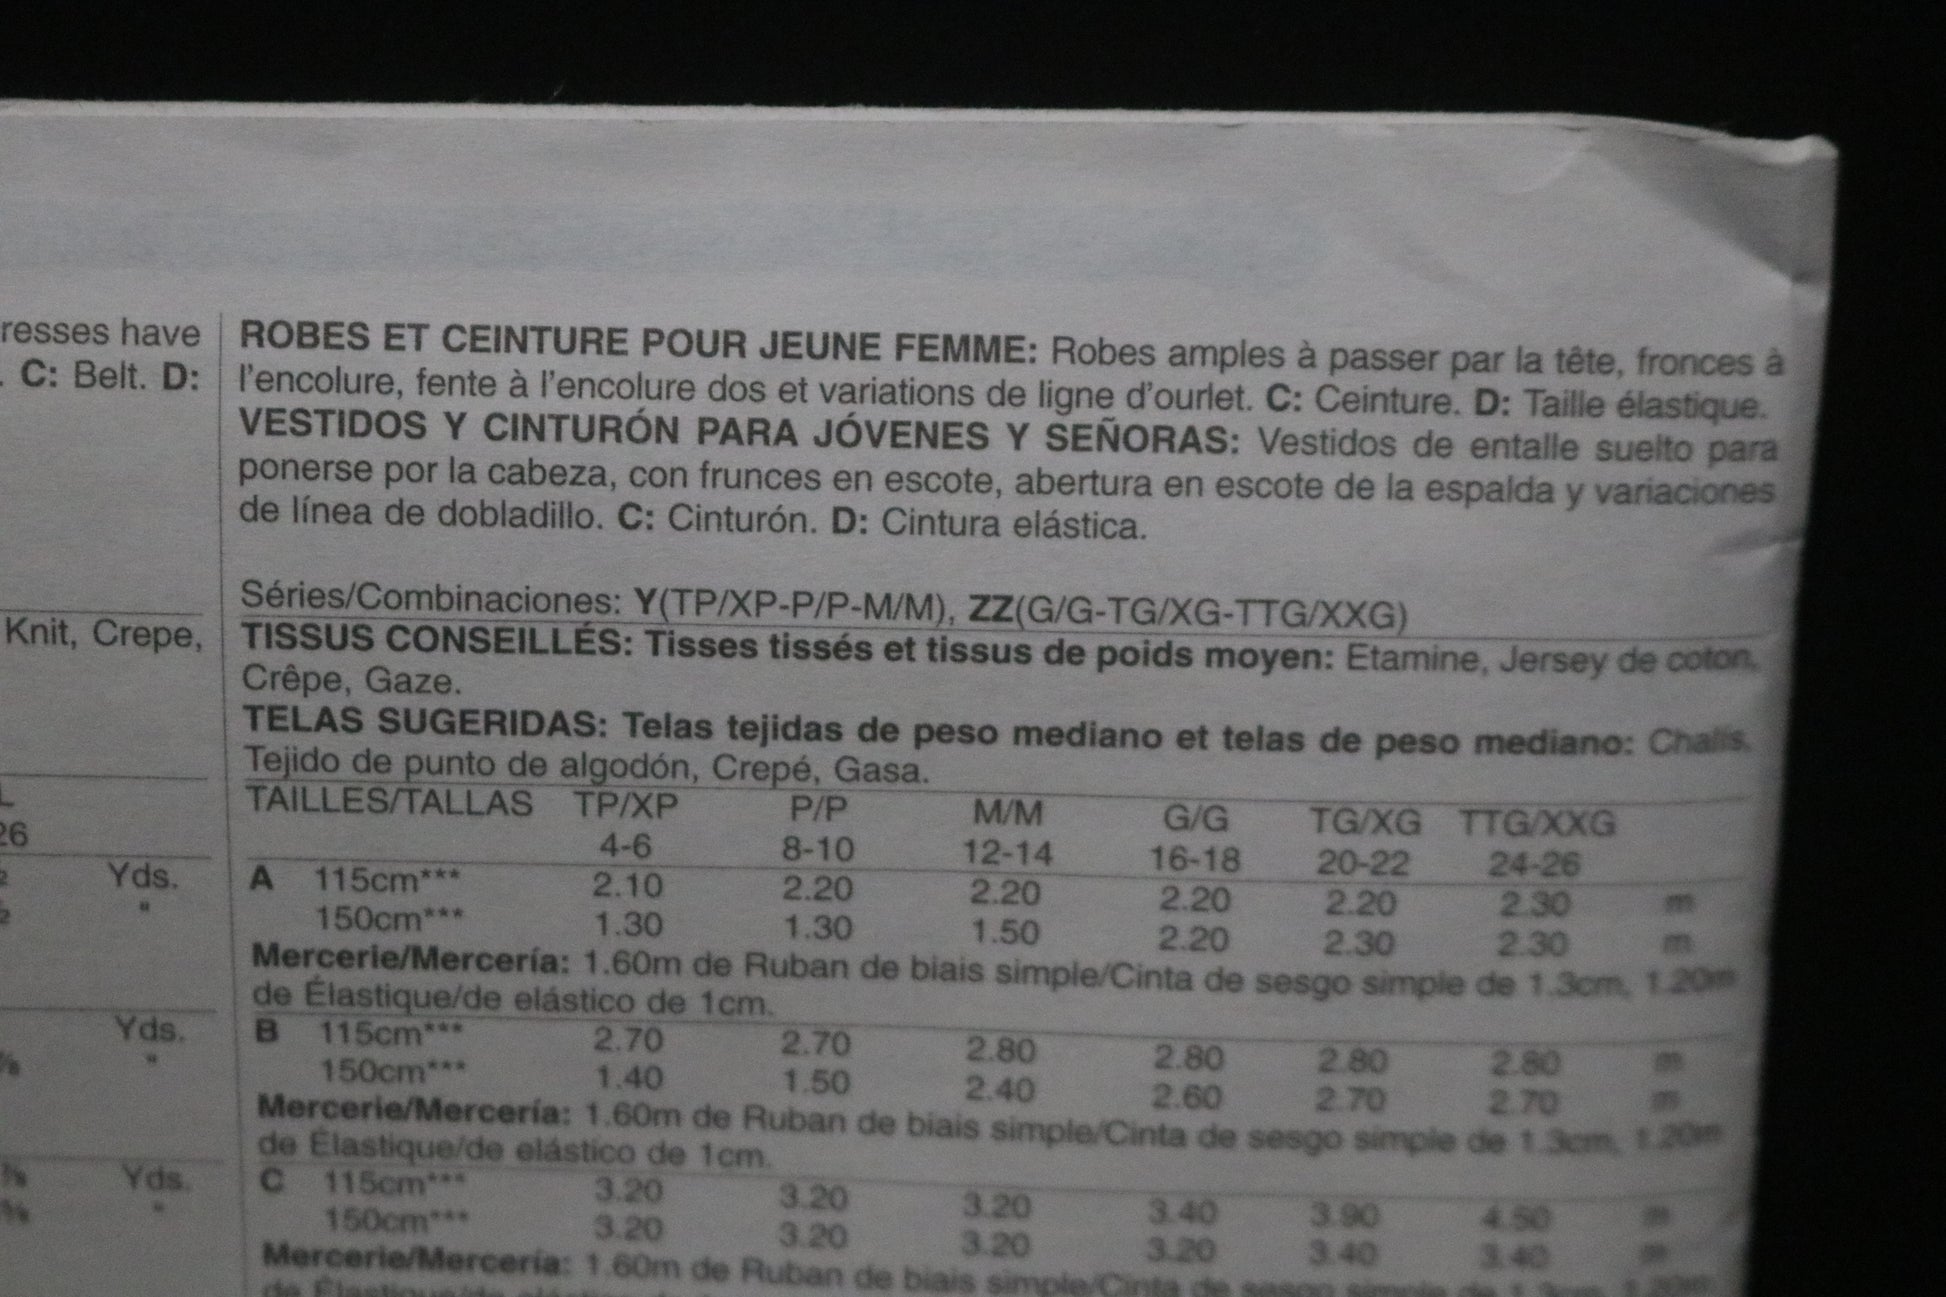 resses have
. C: Belt. D:
Knit, Crepe,
L
26
Yds.
"
Yds.
"
Yds.
"
ROBES ET CEINTURE POUR JEUNE FEMME: Robes amples à passer par la tête, fronces à
l'encolure, fente à l'encolure dos et variations de ligne d'ourlet. C: Ceinture. D: Taille élastique.
VESTIDOS Y CINTURÓN PARA JÓVENES Y SEÑORAS: Vestidos de entalle suelto para
ponerse por la cabeza, con frunces en escote, abertura en escote de la espalda y variaciones
de línea de dobladillo. C: Cinturón. D: Cintura elástica.
Séries/Combinaciones: Y(TP/XP-P/P-M/M), ZZ(G/G-TG/XG-TTG/XXG)
TISSUS CONSEILLÉS: Tisses tissés et tissus de poids moyen: Etamine, Jersey de coton,
Crêpe, Gaze.
TELAS SUGERIDAS: Telas tejidas de peso mediano et telas de peso mediano: Chalis
Tejido de punto de algodón, Crepé, Gasa.
TAILLES/TALLAS TP/XP P/P M/M G/G TG/XG TTG/XXG
4-6 8-10 12-14 16-18 20-22 24-26
A 115cm*** 2.10 2.20 2.20 2.20 2.20 2.30 m
150cm*** 1.30 1.30 1.50 2.20 2.30 2.30 m
Mercerie/Mercería: 1.60m de Ruban de biais simple/Cinta de sesgo simple de 1.3cm, 1.20m
de Élastique/de elástico de 1cm.
B 115cm*** 2.70 2.70 2.80 2.80 2.80 2.80 m
150cm*** 1.40 1.50 2.40 2.60 2.70 2.70 m
Mercerie/Mercería: 1.60m de Ruban de biais simple/Cinta de sesgo simple de 1.3cm, 1.20m
de Élastique/de elástico de 1cm.
C 115cm*** 3.20 3.20 3.20 3.40 3.90 4.50 m
150cm*** 3.20 3.20 3.20 3.20 3.40 3.40 m
Mercerie/Mercería: 1.60m de Ruban de biais simple/Cinta de sesgo simple de 1.3cm, 1.20m